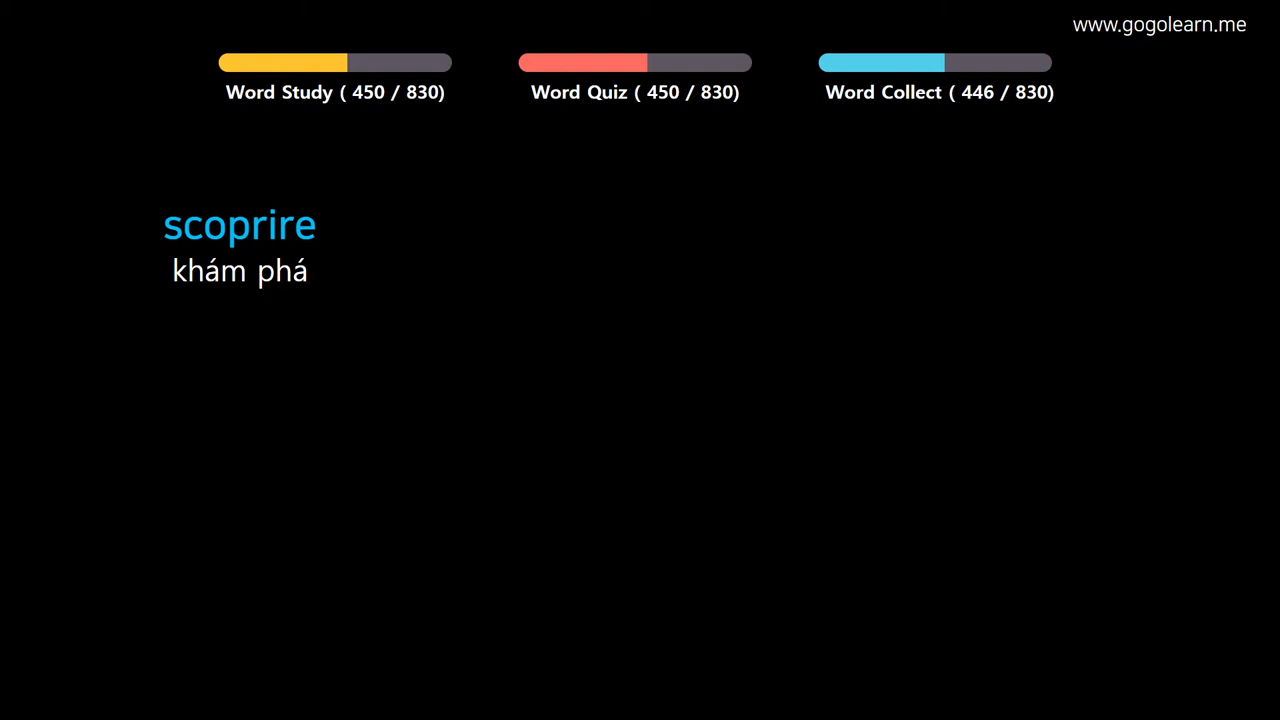 www.gogolearn.me
Word Study ( 450 / 830)
Word Quiz ( 450 / 830)
Word Collect ( 446 / 830)
scoprire
khám phá